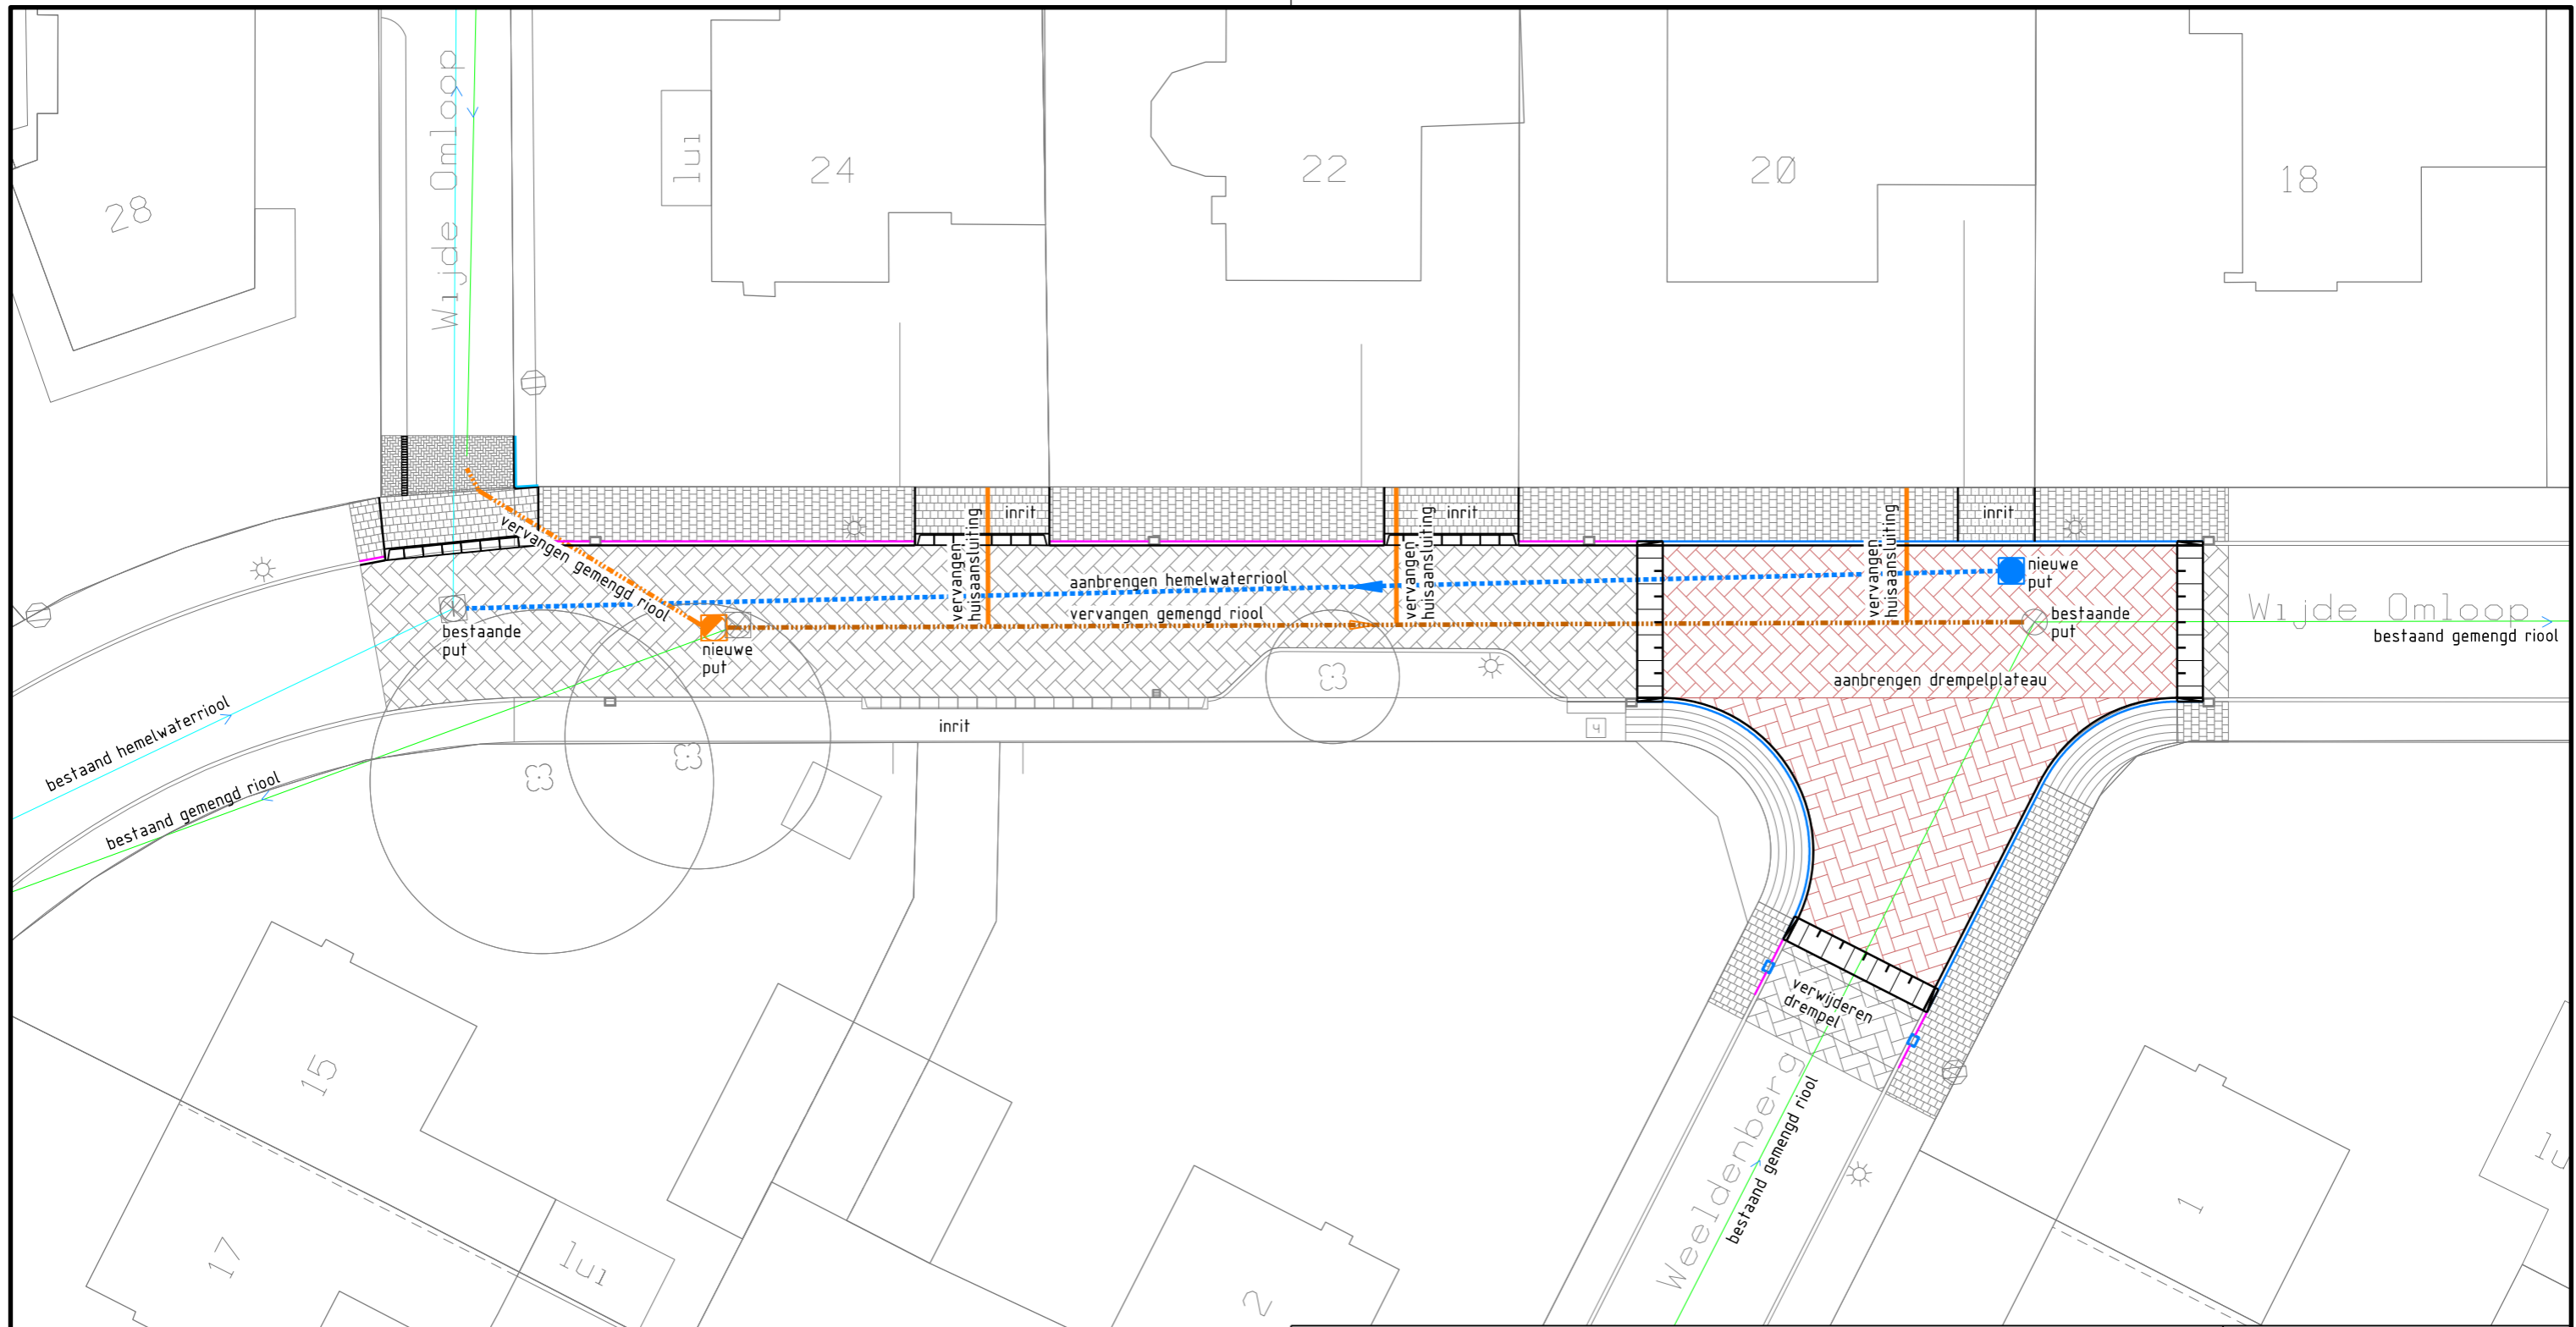 Wijde Omloop
28
lui
24
22
20
18
inrit
inrit
inrit
vervangen
huisaansluiting
vervangen
huisaansluiting
vervangen
huisaansluiting
vervangen gemengd riool
aanbrengen hemelwaterriool
vervangen gemengd riool
nieuwe
put
bestaande
put
nieuwe
put
bestaande
put
Wijde Omloop
bestaand gemengd riool
aanbrengen drempelplateau
inrit
4
bestaand hemelwaterriool
bestaand gemengd riool
verwijderen
drempel
Weeldenberg
bestaand gemengd riool
15
17
lui
2
1